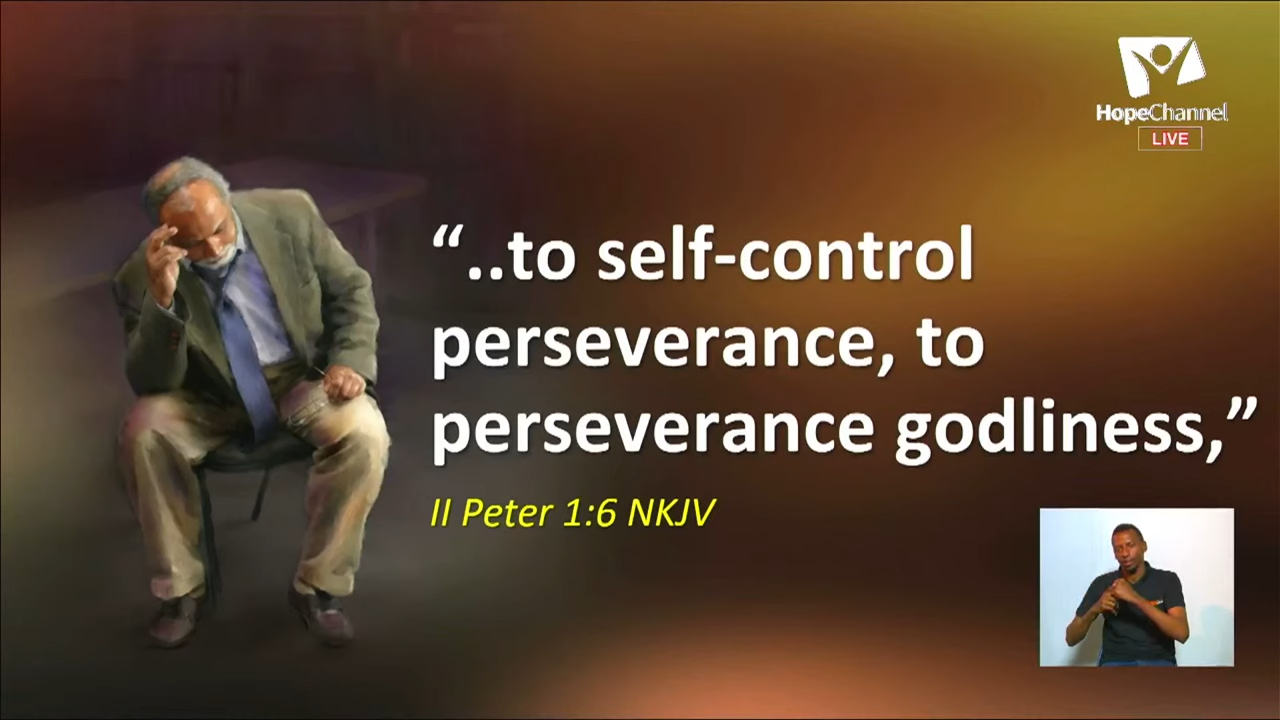 HopeChannel
LIVE
“..to self-control
perseverance, to
perseverance godliness,”
II Peter 1:6 NKJV